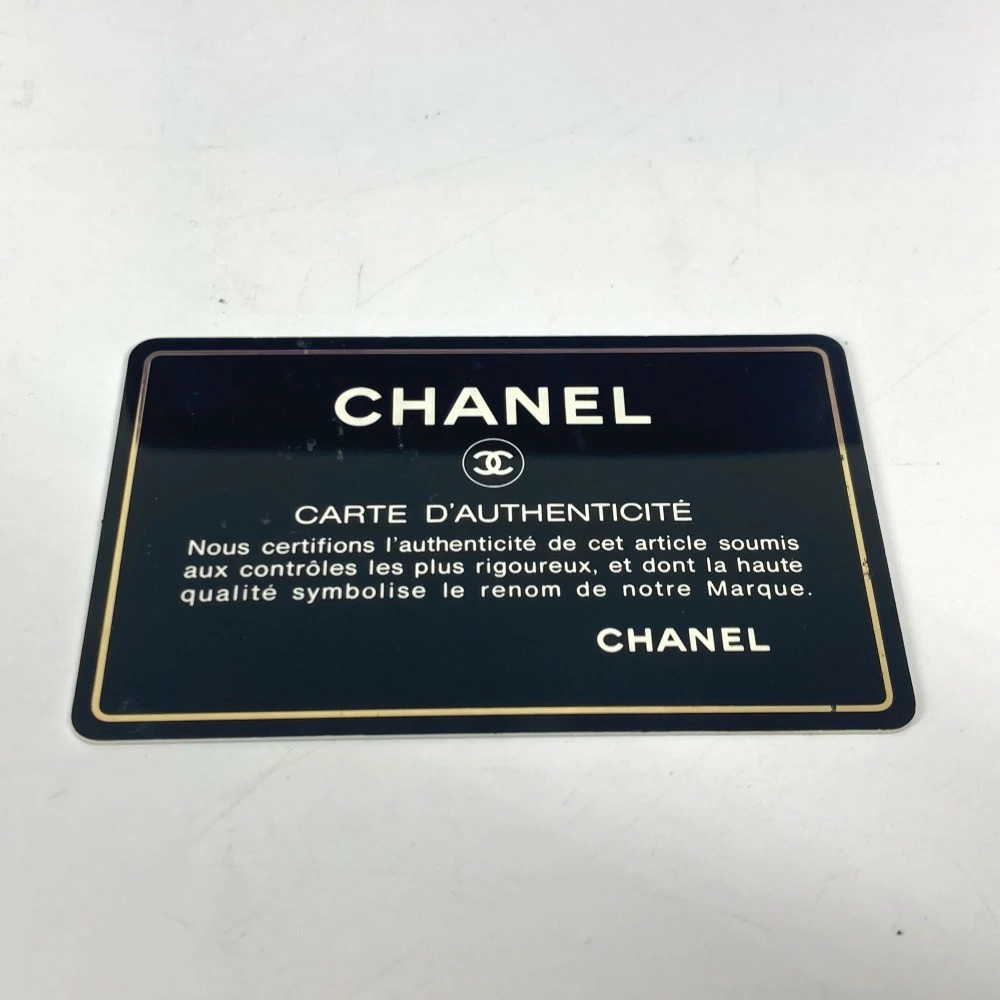 CHANEL
CARTE D'AUTHENTICITÉ
Nous certifions l'authenticité de cet article soumis
aux contrôles les plus rigoureux, et dont la haute
qualité symbolise le renom de notre Marque.
CHANEL